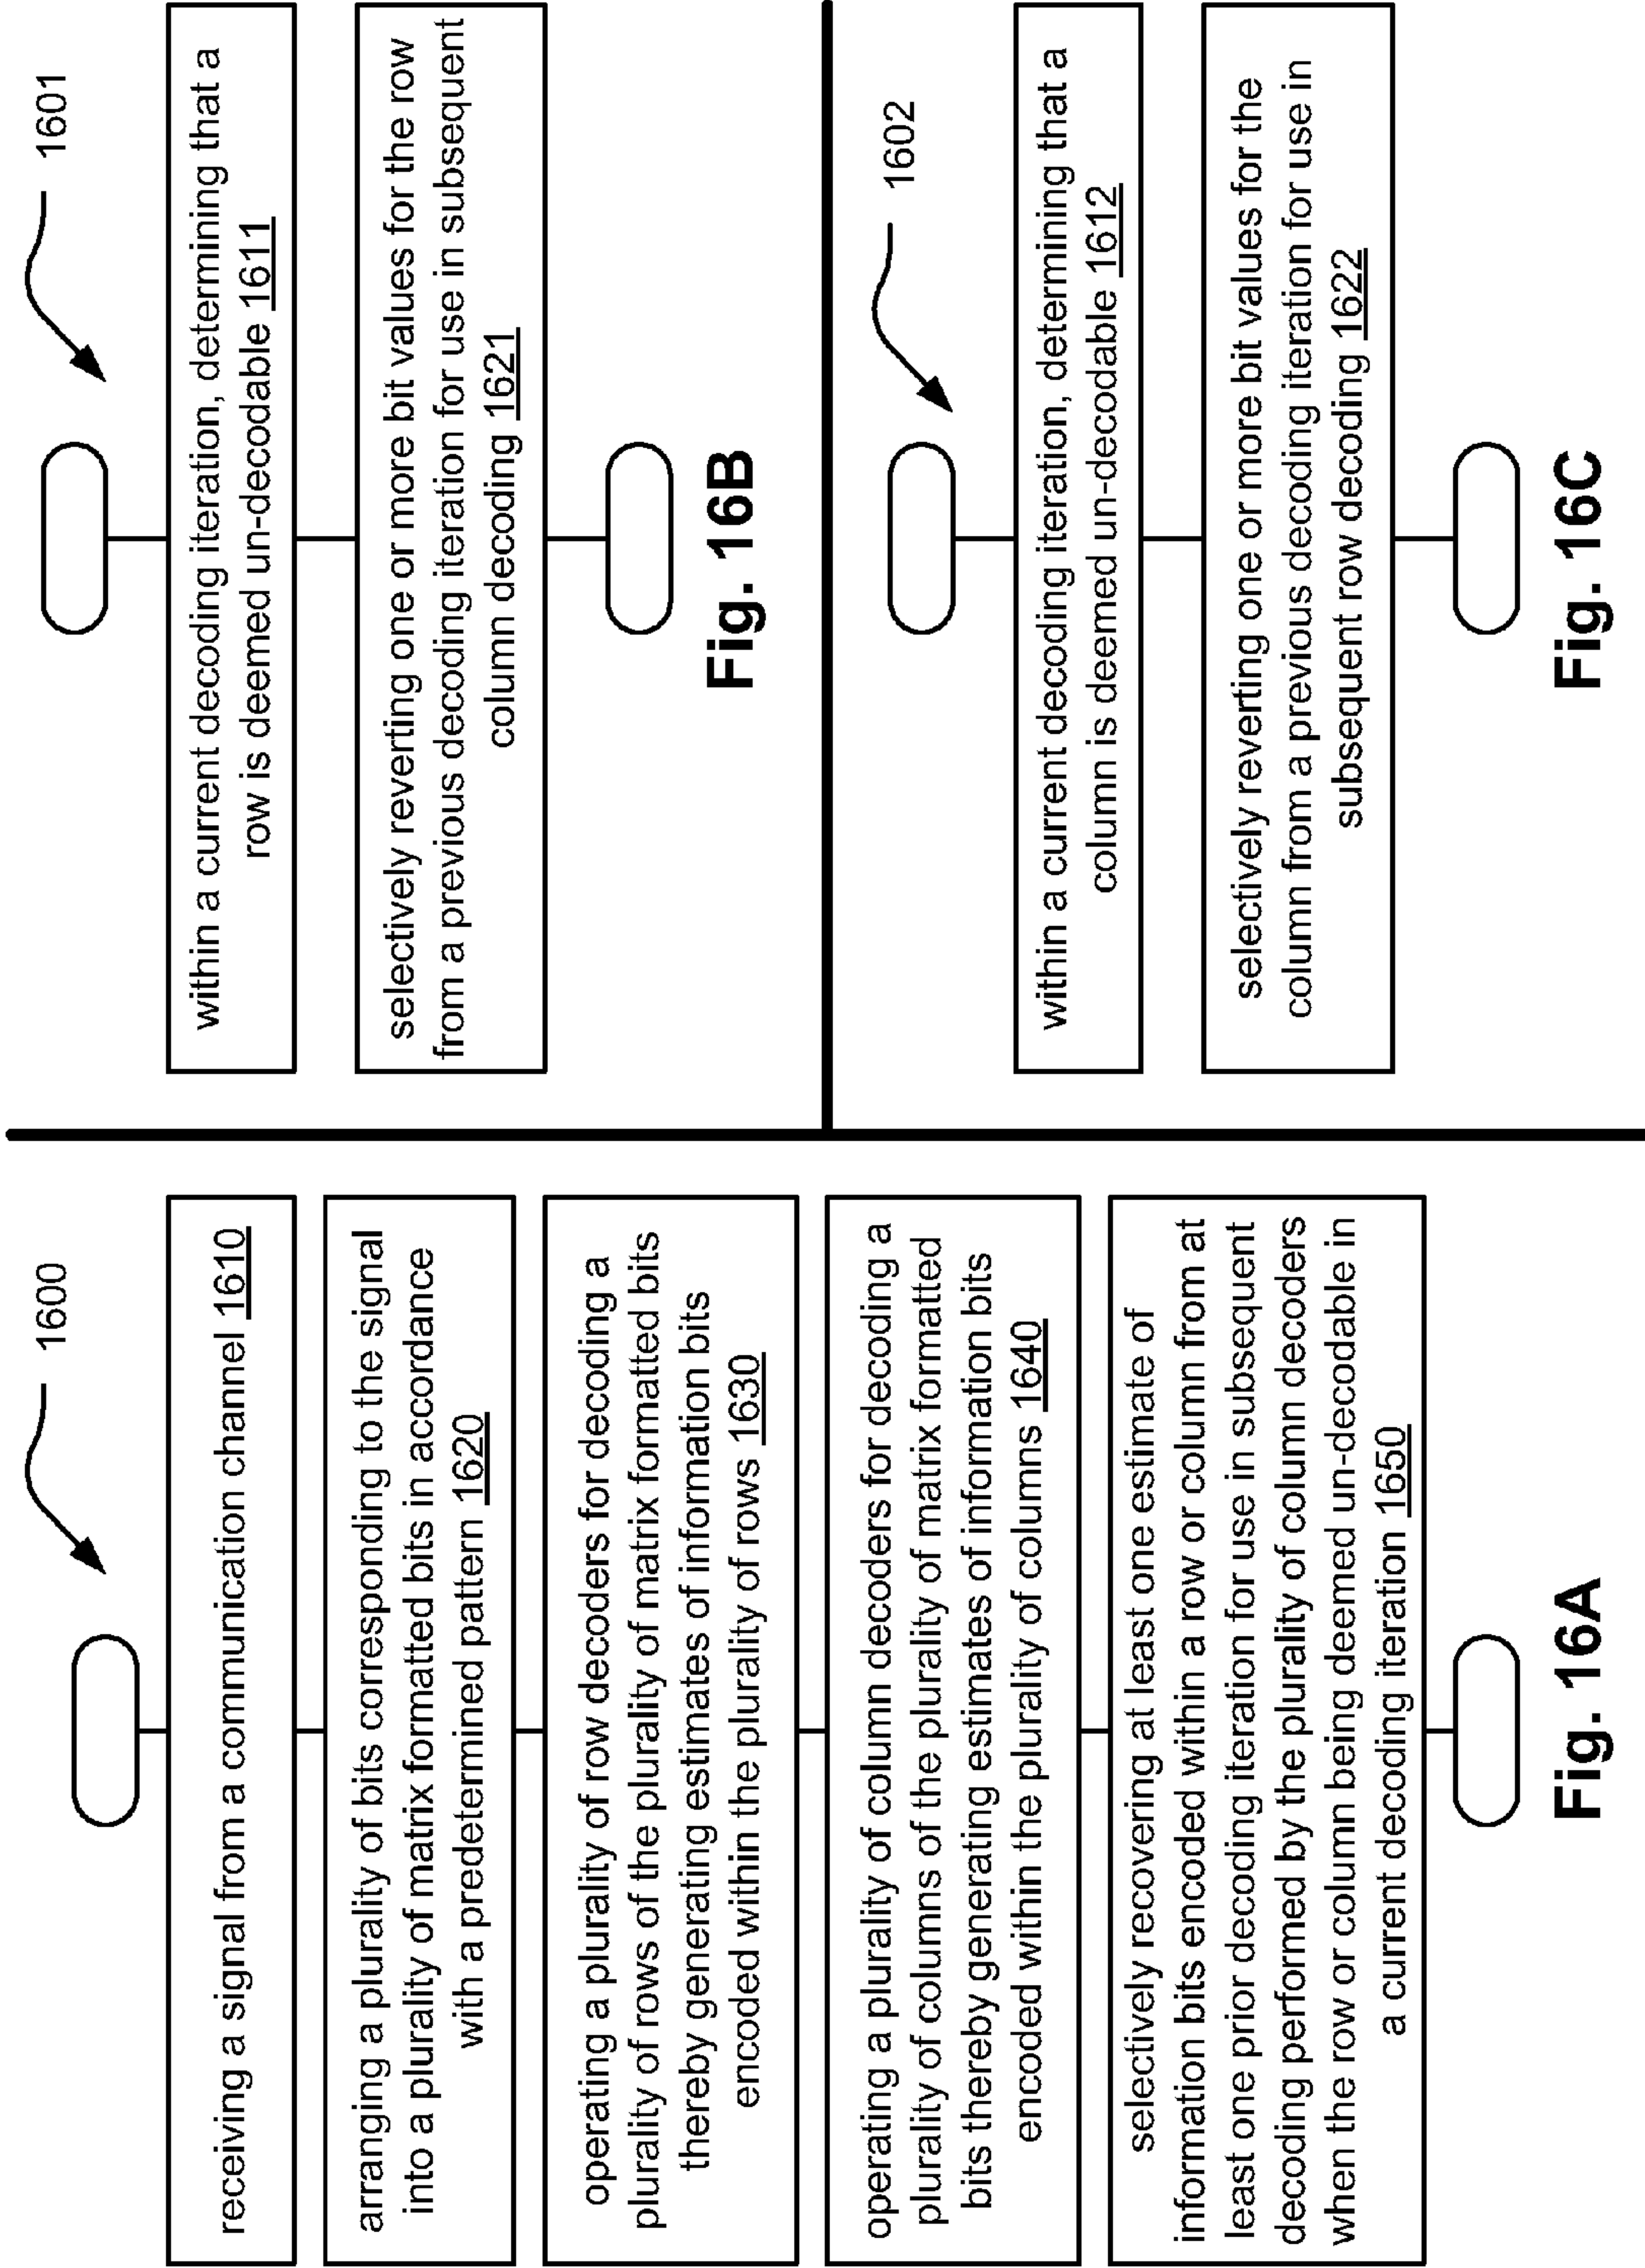 1600
receiving a signal from a communication channel 1610
arranging a plurality of bits corresponding to the signal
into a plurality of matrix formatted bits in accordance
with a predetermined pattern 1620
operating a plurality of row decoders for decoding a
plurality of rows of the plurality of matrix formatted bits
thereby generating estimates of information bits
encoded within the plurality of rows 1630
operating a plurality of column decoders for decoding a
plurality of columns of the plurality of matrix formatted
bits thereby generating estimates of information bits
encoded within the plurality of columns 1640
selectively recovering at least one estimate of
information bits encoded within a row or column from at
least one prior decoding iteration for use in subsequent
decoding performed by the plurality of column decoders
when the row or column being deemed un-decodable in
a current decoding iteration 1650
Fig. 16A
1601
within a current decoding iteration, determining that a
row is deemed un-decodable 1611
selectively reverting one or more bit values for the row
from a previous decoding iteration for use in subsequent
column decoding 1621
Fig. 16B
1602
within a current decoding iteration, determining that a
column is deemed un-decodable 1612
selectively reverting one or more bit values for the
column from a previous decoding iteration for use in
subsequent row decoding 1622
Fig. 16C